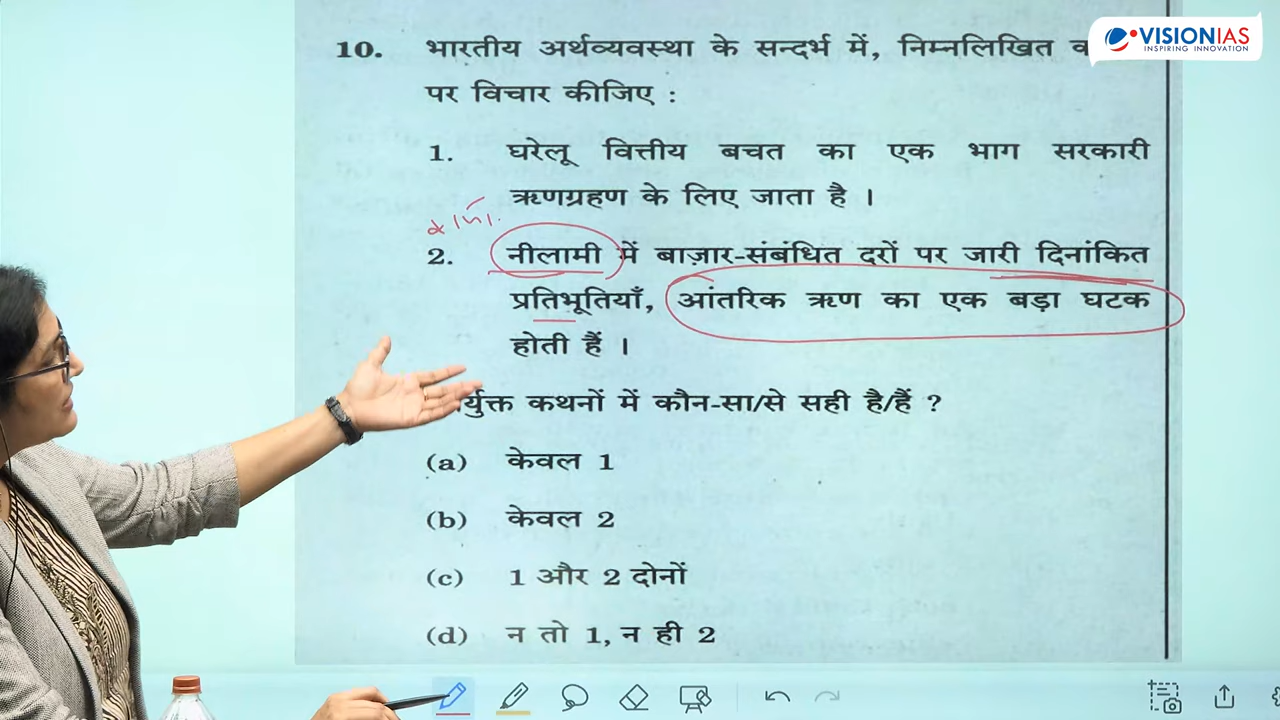 VISIONIAS
INSPIRING INNOVATION
10. भारतीय अर्थव्यवस्था के सन्दर्भ में, निम्नलिखित
पर विचार कीजिए :
1. घरेलू वित्तीय बचत का एक भाग सरकारी
ऋणग्रहण के लिए जाता है ।
2. नीलामी में बाज़ार-संबंधित दरों पर जारी दिनांकित
प्रतिभूतियाँ, आंतरिक ऋण का एक बड़ा घटक
होती हैं ।
कथनों में कौन-सा/से सही है/हैं ?
(a) केवल 1
(b) केवल 2
(c) 1 और 2 दोनों
(d) न तो 1, न ही 2